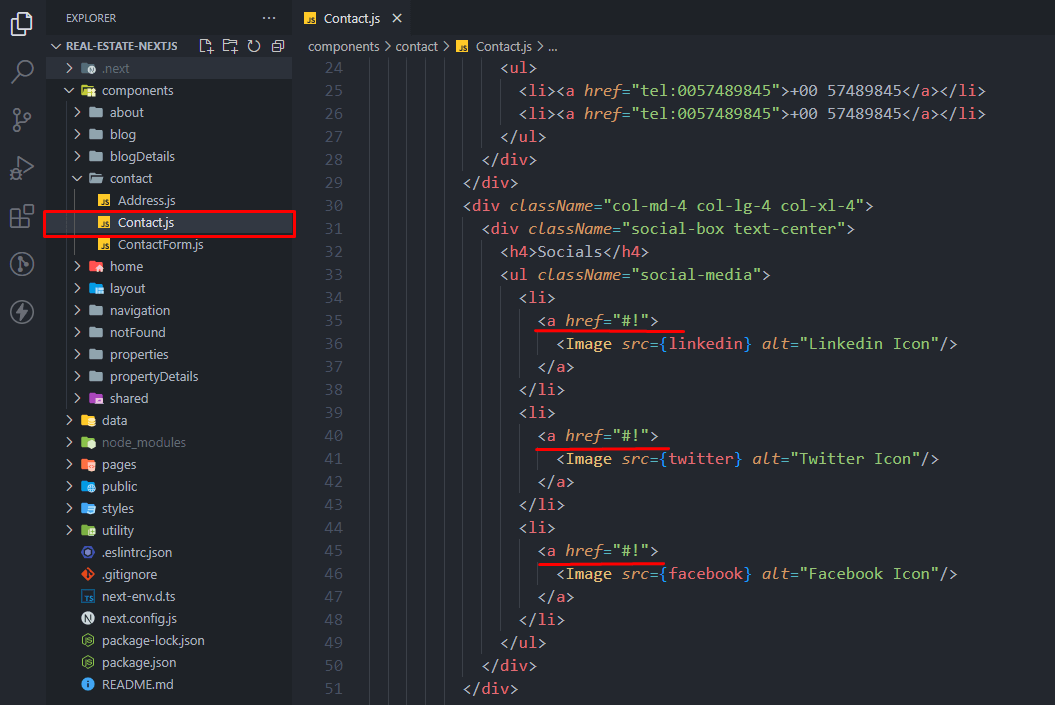 EXPLORER ...
REAL-ESTATE-NEXTJS
.next
components
about
blog
blogDetails
contact
Address.js
Contact.js
ContactForm.js
home
layout
navigation
notFound
properties
propertyDetails
shared
data
node_modules
pages
public
styles
utility
.eslintrc.json
.gitignore
next-env.d.ts
next.config.js
package-lock.json
package.json
README.md
JS Contact.js ×
components > contact > JS Contact.js > ...
24 <ul>
25 <li><a href="tel:0057489845">+00 57489845</a></li>
26 <li><a href="tel:0057489845">+00 57489845</a></li>
27 </ul>
28 </div>
29 </div>
30 <div className="col-md-4 col-lg-4 col-xl-4">
31 <div className="social-box text-center">
32 <h4>Socials</h4>
33 <ul className="social-media">
34 <li>
35 <a href="#!">
36 <Image src={linkedin} alt="Linkedin Icon"/>
37 </a>
38 </li>
39 <li>
40 <a href="#!">
41 <Image src={twitter} alt="Twitter Icon"/>
42 </a>
43 </li>
44 <li>
45 <a href="#!">
46 <Image src={facebook} alt="Facebook Icon"/>
47 </a>
48 </li>
49 </ul>
50 </div>
51 </div>